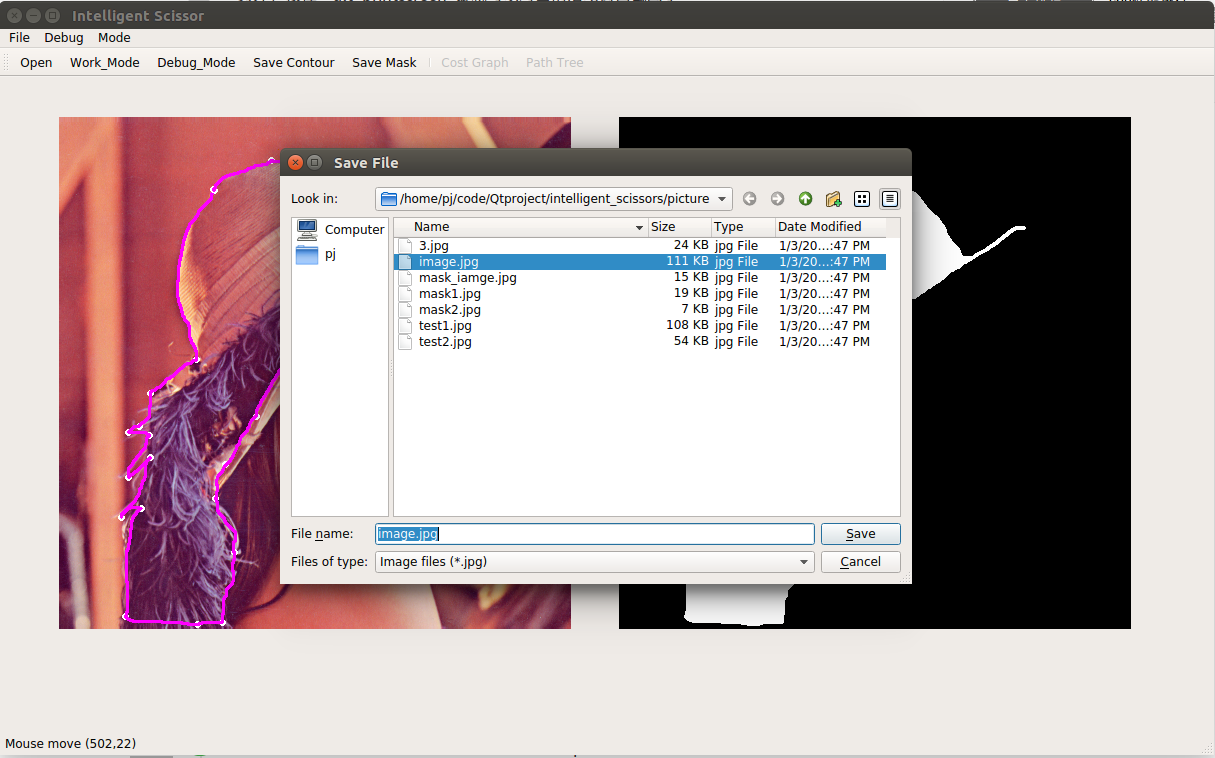 Intelligent Scissor
File Debug Mode
Open Work_Mode Debug_Mode Save Contour Save Mask Cost Graph Path Tree
Save File
Look in: /home/pj/code/Qtproject/intelligent_scissors/picture
Computer
pj
Name Size Type Date Modified
3.jpg 24 KB jpg File 1/3/20...:47 PM
image.jpg 111 KB jpg File 1/3/20...:47 PM
mask_iamge.jpg 15 KB jpg File 1/3/20...:47 PM
mask1.jpg 19 KB jpg File 1/3/20...:47 PM
mask2.jpg 7 KB jpg File 1/3/20...:47 PM
test1.jpg 108 KB jpg File 1/3/20...:47 PM
test2.jpg 54 KB jpg File 1/3/20...:47 PM
File name: image.jpg Save
Files of type: Image files (*.jpg) Cancel
Mouse move (502,22)